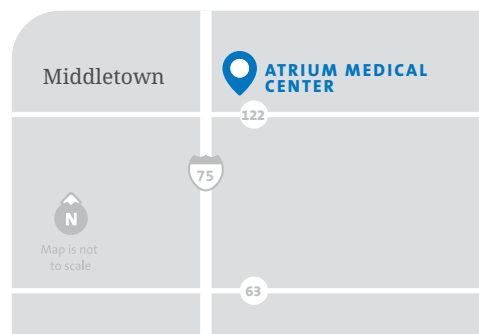 Middletown
ATRIUM MEDICAL
CENTER
122
75
N
Map is not
to scale
63